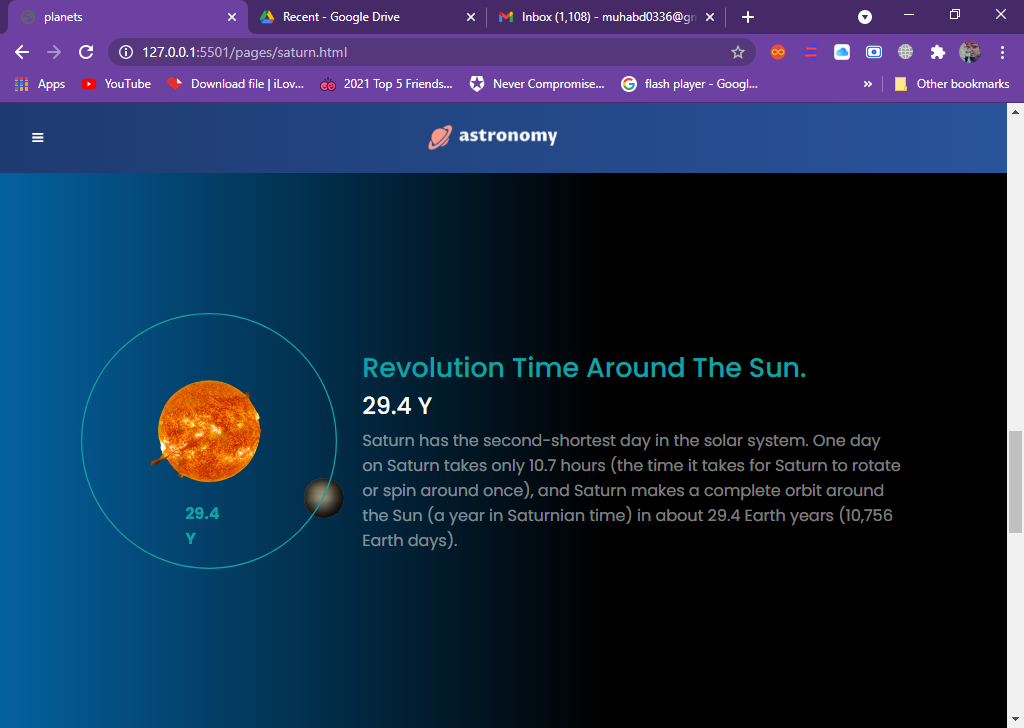 planets
Recent - Google Drive
Inbox (1,108) - muhabd0336@gm
127.0.0.1:5501/pages/saturn.html
Apps
YouTube
Download file | iLov...
2021 Top 5 Friends...
Never Compromise...
flash player - Googl...
»
Other bookmarks
astronomy
Revolution Time Around The Sun.
29.4 Y
Saturn has the second-shortest day in the solar system. One day
on Saturn takes only 10.7 hours (the time it takes for Saturn to rotate
or spin around once), and Saturn makes a complete orbit around
the Sun (a year in Saturnian time) in about 29.4 Earth years (10,756
Earth days).
29.4
Y